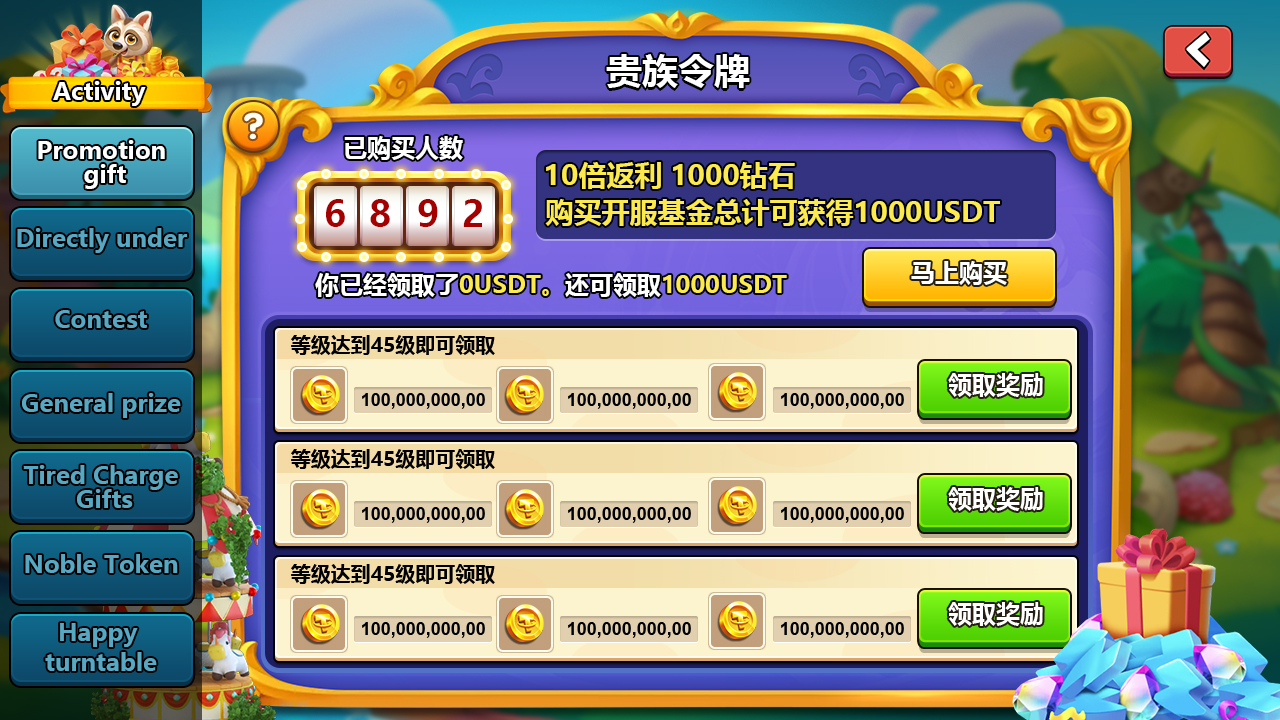 Activity
Promotion
gift
Directly under
Contest
General prize
Tired Charge
Gifts
Noble Token
Happy
turntable
贵族令牌
?
已购买人数
6892
10倍返利 1000钻石
购买开服基金总计可获得1000USDT
你已经领取了0USDT。还可领取1000USDT
马上购买
等级达到45级即可领取
100,000,000,00 100,000,000,00 100,000,000,00
领取奖励
等级达到45级即可领取
100,000,000,00 100,000,000,00 100,000,000,00
领取奖励
等级达到45级即可领取
100,000,000,00 100,000,000,00 100,000,000,00
领取奖励